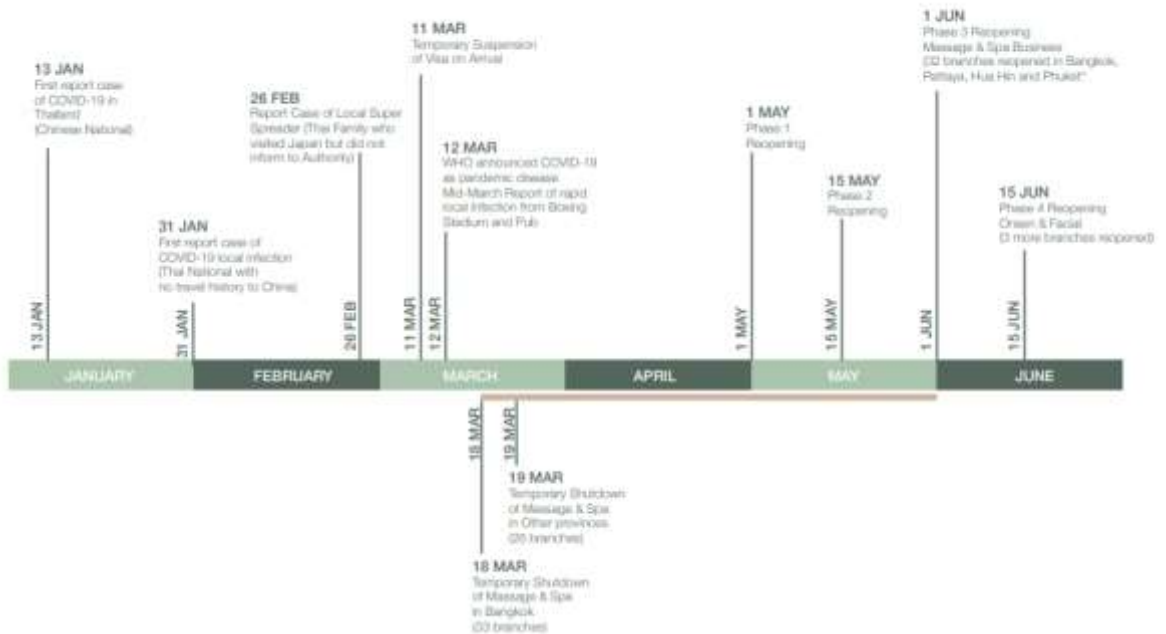 13 JAN
First report case
of COVID-19 in
Thailand
(Chinese National)
31 JAN
First report case of
COVID-19 local infection
(Thai National with
no travel history to China)
26 FEB
Report Case of Local Super
Spreader (Thai Family who
visited Japan but did not
inform to Authority)
11 MAR
Temporary Suspension
of Visa on Arrival
12 MAR
WHO announced COVID-19
as pandemic disease
Mid-March Report of rapid
local infection from Boxing
Stadium and Pub
1 MAY
Phase 1
Reopening
15 MAY
Phase 2
Reopening
1 JUN
Phase 3 Reopening
Massage & Spa Business
(32 branches reopened in Bangkok,
Pattaya, Hua Hin and Phuket*
15 JUN
Phase 4 Reopening
Onsen & Facial
(3 more branches reopened)
13 JAN
31 JAN
26 FEB
11 MAR
12 MAR
1 MAY
15 MAY
1 JUN
15 JUN
JANUARY
FEBRUARY
MARCH
APRIL
MAY
JUNE
18 MAR
19 MAR
19 MAR
Temporary Shutdown
of Massage & Spa
in Other provinces
branches)
18 MAR
Temporary Shutdown
of Massage & Spa
in Bangkok
branches)